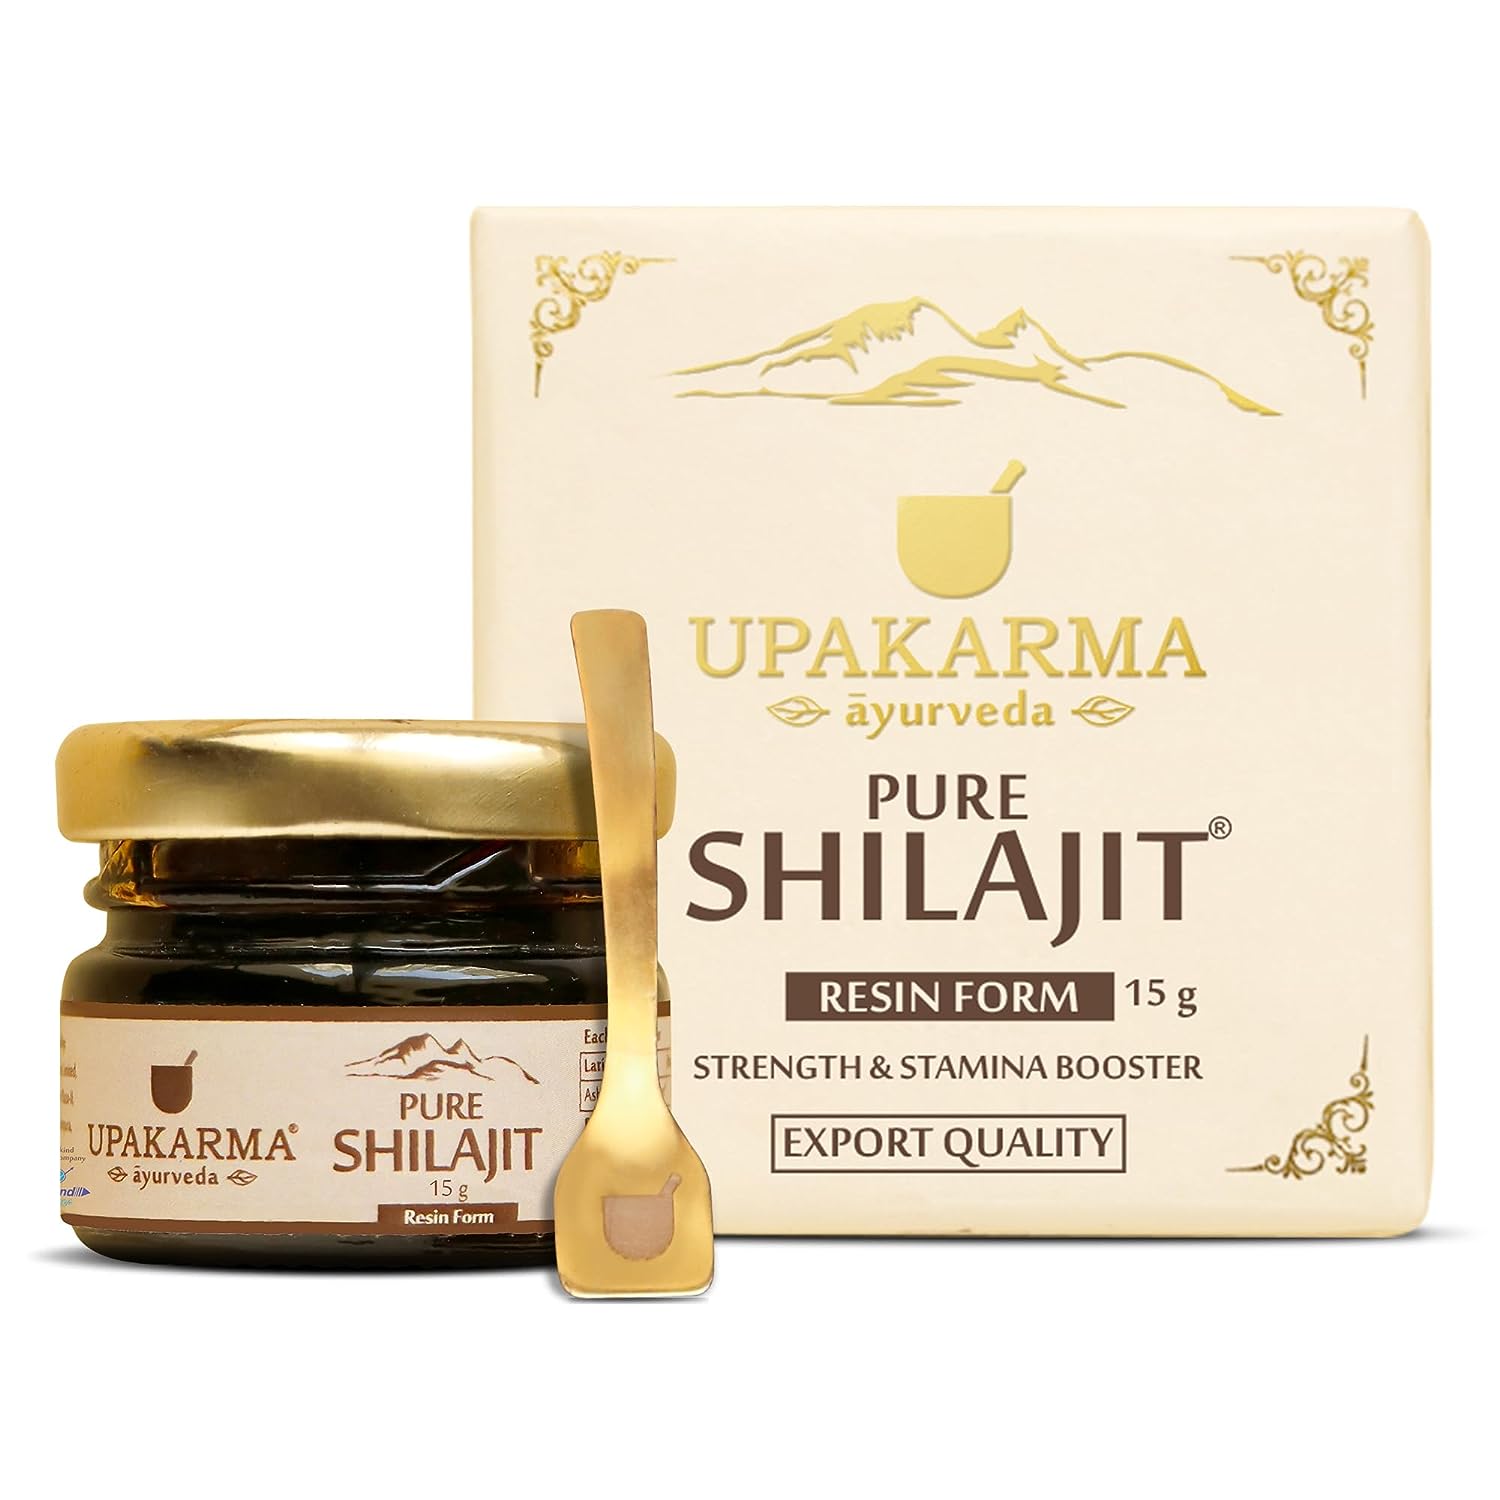 UPAKARMA
āyurveda
PURE
SHILAJIT®
RESIN FORM 15 g
STRENGTH & STAMINA BOOSTER
EXPORT QUALITY
UPAKARMA®
āyurveda
PURE
SHILAJIT
15 g
Resin Form